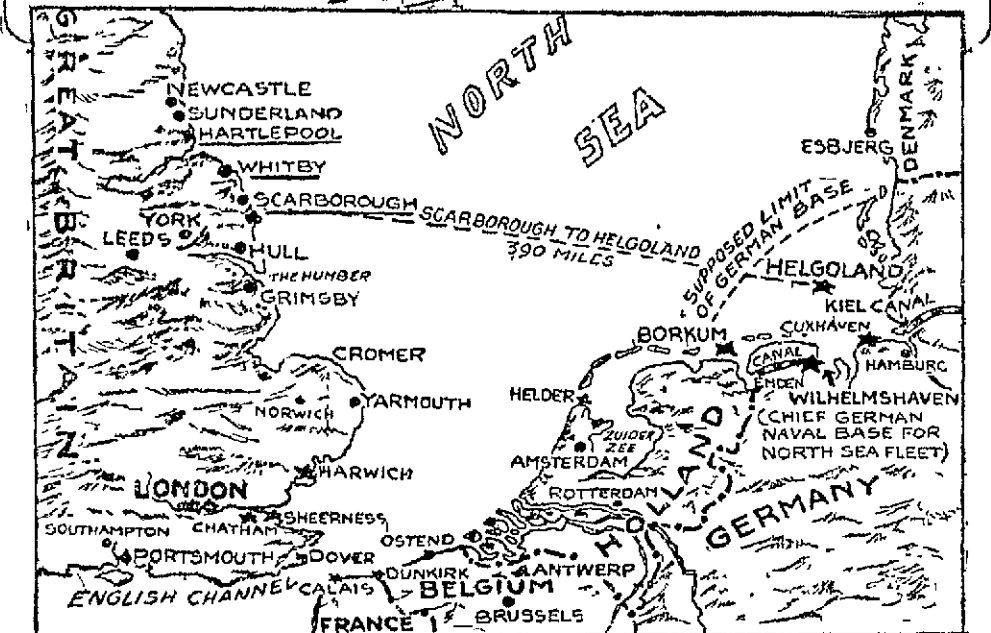 GREAT BRITAIN
NORTH
SEA
NEWCASTLE
SUNDERLAND
HARTLEPOOL
WHITBY
SCARBOROUGH
YORK
LEEDS
HULL
THE HUMBER
GRIMSBY
SCARBOROUGH TO HELGOLAND
390 MILES
SUPPOSED LIMIT
OF GERMAN BASE
ESBJERG
DENMARK
HELGOLAND
KIEL CANAL
CUXHAVEN
HAMBURG
BORKUM
CANAL
EMDEN
WILHELMSHAVEN
(CHIEF GERMAN
NAVAL BASE FOR
NORTH SEA FLEET)
CROMER
NORWICH
YARMOUTH
HELDER
ZUIDER
ZEE
AMSTERDAM
HARWICH
LONDON
ROTTERDAM
HOLLAND
GERMANY
SOUTHAMPTON
CHATHAM
SHEERNESS
PORTSMOUTH
DOVER
OSTEND
DUNKIRK
ANTWERP
ENGLISH CHANNEL
CALAIS
BELGIUM
BRUSSELS
FRANCE